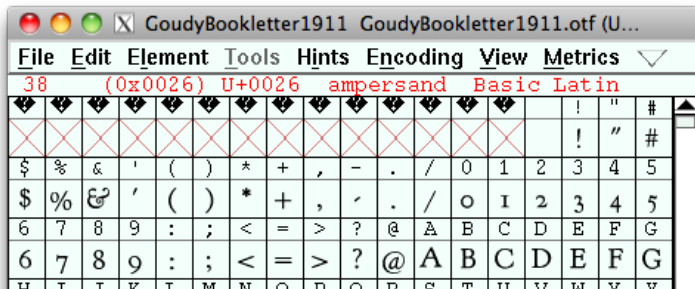 X GoudyBookletter1911 GoudyBookletter1911.otf (U...
File Edit Element Tools Hints Encoding View Metrics
38 (0x0026) U+0026 ampersand Basic Latin
! " #
! " #
$ % & ' ( ) * + , - . / 0 1 2 3 4 5
$ % & ' ( ) * + , - . / 0 1 2 3 4 5
6 7 8 9 : ; < = > ? @ A B C D E F G
6 7 8 9 : ; < = > ? @ A B C D E F G